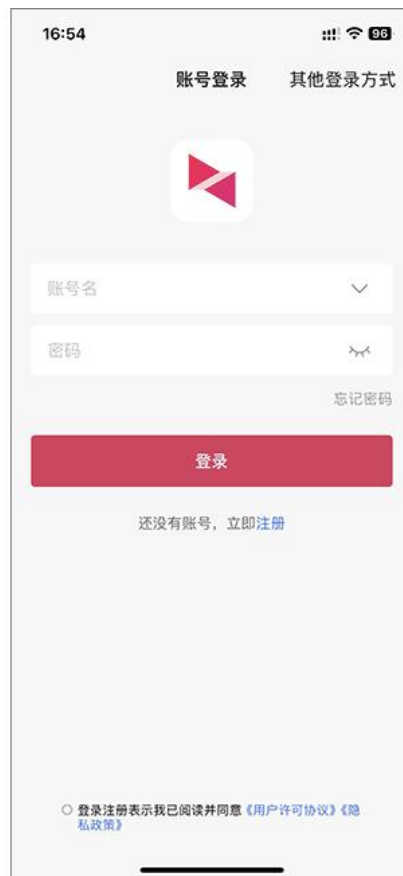 16:54
96
账号登录 其他登录方式
账号名
密码
忘记密码
登录
还没有账号，立即注册
登录注册表示我已阅读并同意《用户许可协议》《隐
私政策》